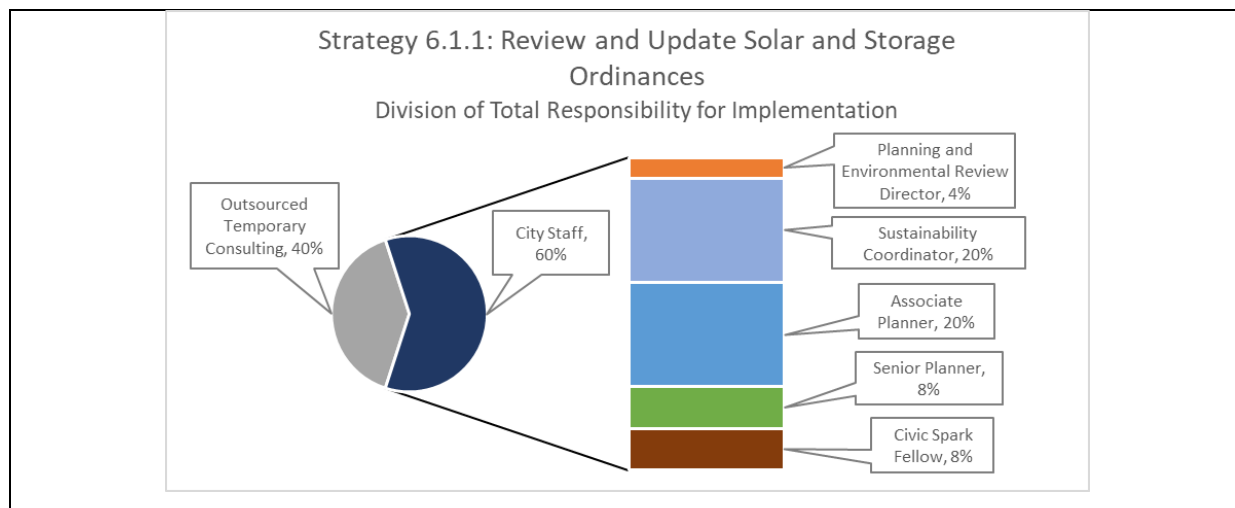 Strategy 6.1.1: Review and Update Solar and Storage
Ordinances
Division of Total Responsibility for Implementation
Outsourced
Temporary
Consulting, 40%
City Staff,
60%
Planning and
Environmental Review
Director, 4%
Sustainability
Coordinator, 20%
Associate
Planner, 20%
Senior Planner,
8%
Civic Spark
Fellow, 8%